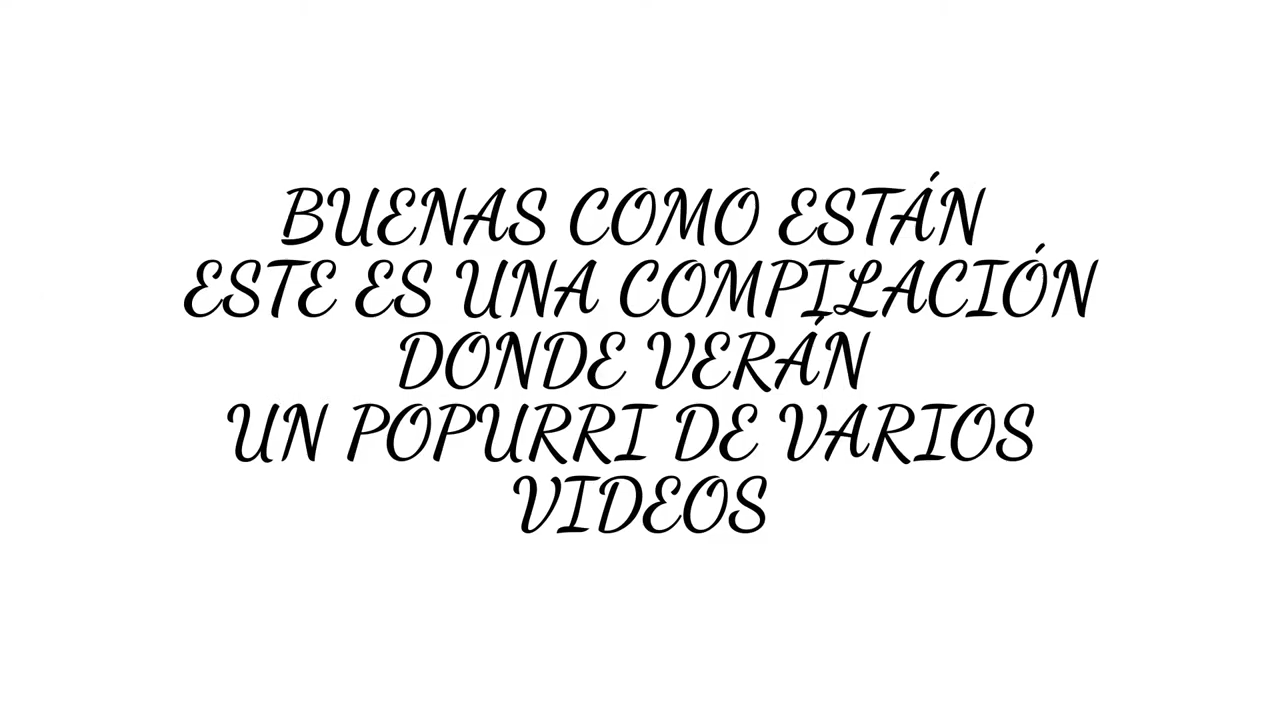 BUENAS COMO ESTÁN
ESTE ES UNA COMPILACIÓN
DONDE VERÁN
UN POPURRI DE VARIOS
VIDEOS